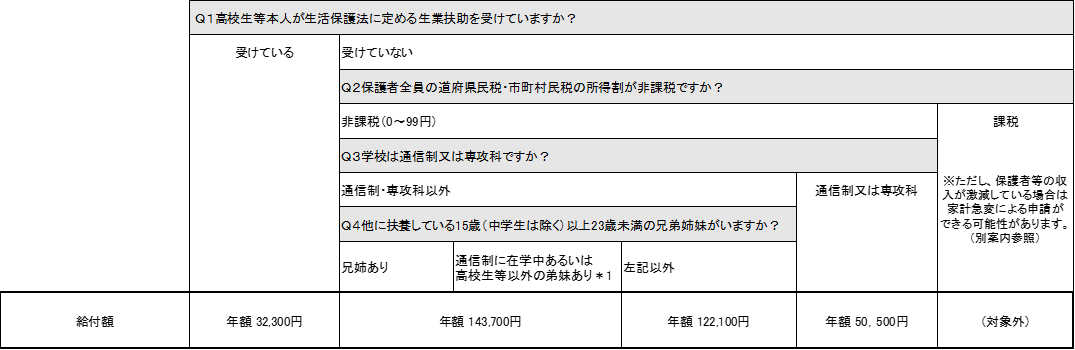 Ｑ１高校生等本人が生活保護法に定める生業扶助を受けていますか？
受けている
受けていない
Ｑ２保護者全員の道府県民税・市町村民税の所得割が非課税ですか？
非課税（0～99円）
課税
Ｑ３学校は通信制又は専攻科ですか？
※ただし、保護者等の収
入が激減している場合は
家計急変による申請が
できる可能性があります。
（別案内参照）
通信制・専攻科以外
通信制又は専攻科
Ｑ４他に扶養している15歳（中学生は除く）以上23歳未満の兄弟姉妹がいますか？
兄姉あり
通信制に在学中あるいは
高校生等以外の弟妹あり＊1
左記以外
給付額
年額 32,300円
年額 143,700円
年額 122,100円
年額 50，500円
（対象外）